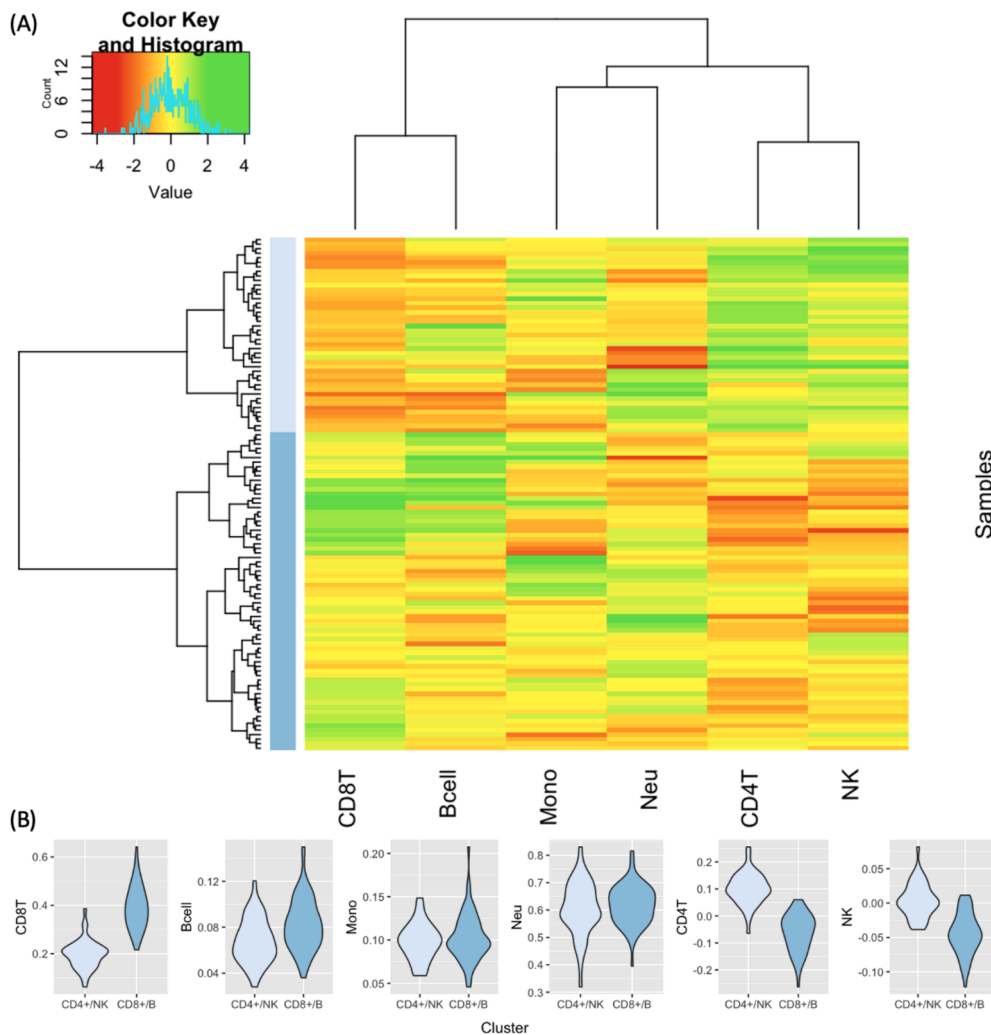 (A)
Color Key
and Histogram
Count
12
6
0
-4 -2 0 2 4
Value
Samples
CD8T
Bcell
Mono
Neu
CD4T
NK
(B)
CD8T
0.6
0.4
0.2
CD4+/NK CD8+/B
Bcell
0.12
0.08
0.04
CD4+/NK CD8+/B
Mono
0.20
0.15
0.10
0.05
CD4+/NK CD8+/B
Neu
0.8
0.7
0.6
0.5
0.4
0.3
CD4+/NK CD8+/B
CD4T
0.2
0.1
0.0
-0.1
-0.2
CD4+/NK CD8+/B
NK
0.05
0.00
-0.05
-0.10
CD4+/NK CD8+/B
Cluster